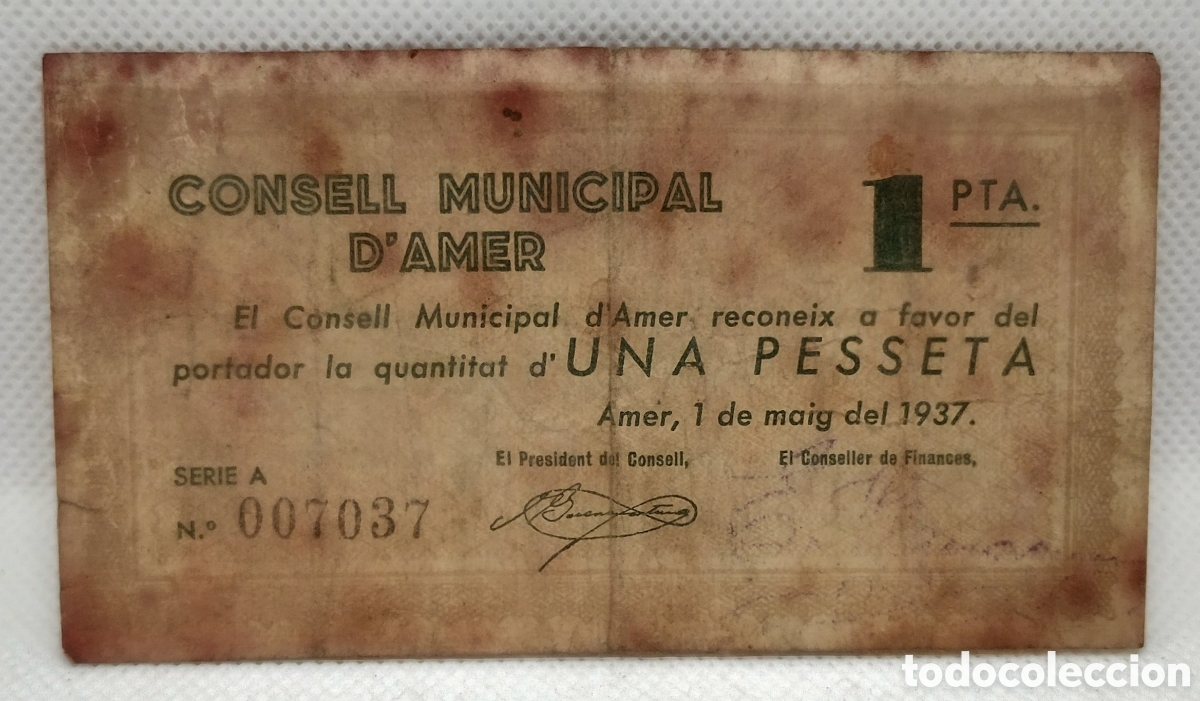 CONSELL MUNICIPAL
D'AMER
1 PTA.
El Consell Municipal d'Amer reconeix a favor del
portador la quantitat d'UNA PESSETA
Amer, 1 de maig del 1937.
El President del Consell,
El Conseller de Finances,
SERIE A
N.º 007037
todocoleccion